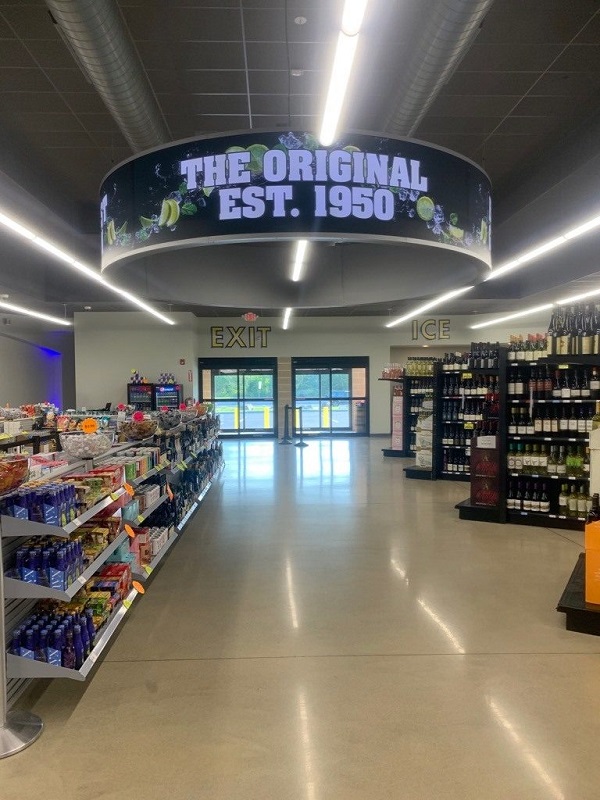 THE ORIGINAL
EST. 1950
EXIT
ICE